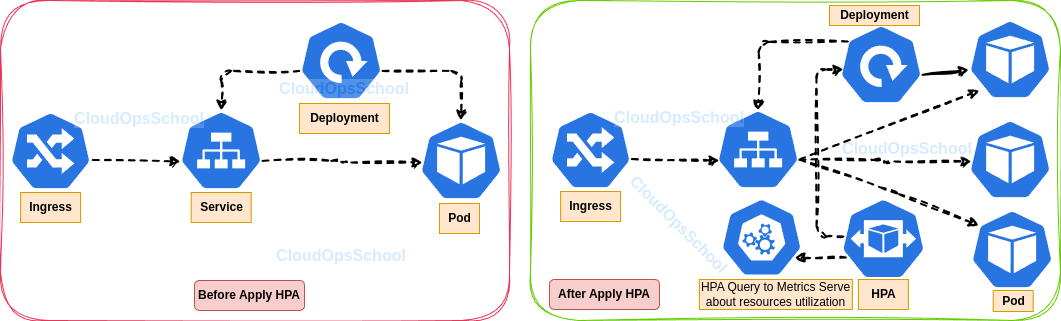 CloudOpsSchool
Deployment
CloudOpsSchool
Ingress
Service
Pod
CloudOpsSchool
Before Apply HPA
Deployment
CloudOpsSchool
CloudOpsSchool
Ingress
CloudOpsSchool
HPA Query to Metrics Serve
about resources utilization
HPA
Pod
After Apply HPA